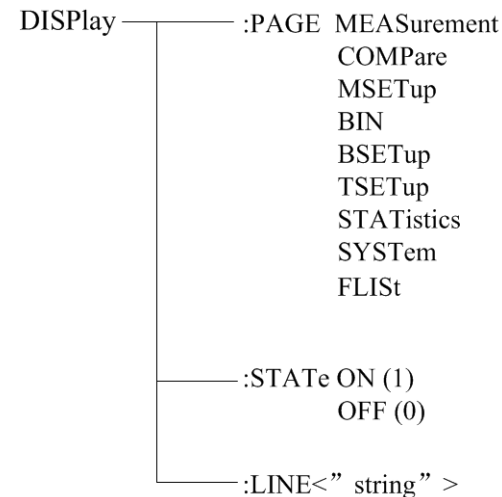 DISPlay :PAGE MEASurement
COMPare
MSETup
BIN
BSETup
TSETup
STATistics
SYSTem
FLISt
:STATe ON (1)
OFF (0)
:LINE<” string” >